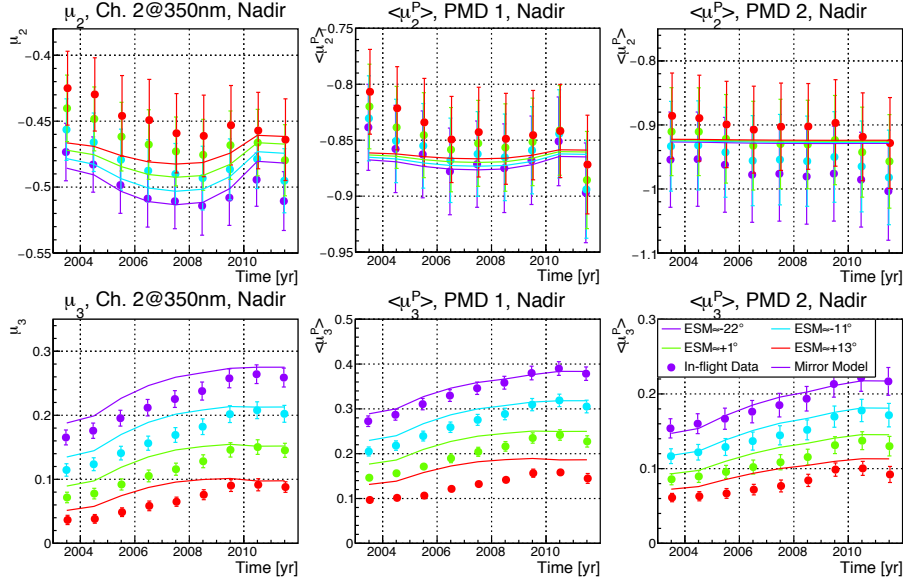 μ₂, Ch. 2@350nm, Nadir
μ₂
−0.4
−0.45
−0.5
−0.55
2004 2006 2008 2010
Time [yr]
<μ₂ᴾ>, PMD 1, Nadir
<μ₂ᴾ>
−0.8
−0.85
−0.9
−0.95
2004 2006 2008 2010
Time [yr]
<μ₂ᴾ>, PMD 2, Nadir
<μ₂ᴾ>
−0.8
−0.9
−1
−1.1
2004 2006 2008 2010
Time [yr]
μ₃, Ch. 2@350nm, Nadir
μ₃
0.3
0.2
0.1
0
2004 2006 2008 2010
Time [yr]
<μ₃ᴾ>, PMD 1, Nadir
<μ₃ᴾ>
0.5
0.4
0.3
0.2
0.1
0
2004 2006 2008 2010
Time [yr]
<μ₃ᴾ>, PMD 2, Nadir
<μ₃ᴾ>
0.3
0.2
0.1
0
ESM≈-22° ESM≈-11°
ESM≈+1° ESM≈+13°
In-flight Data Mirror Model
2004 2006 2008 2010
Time [yr]